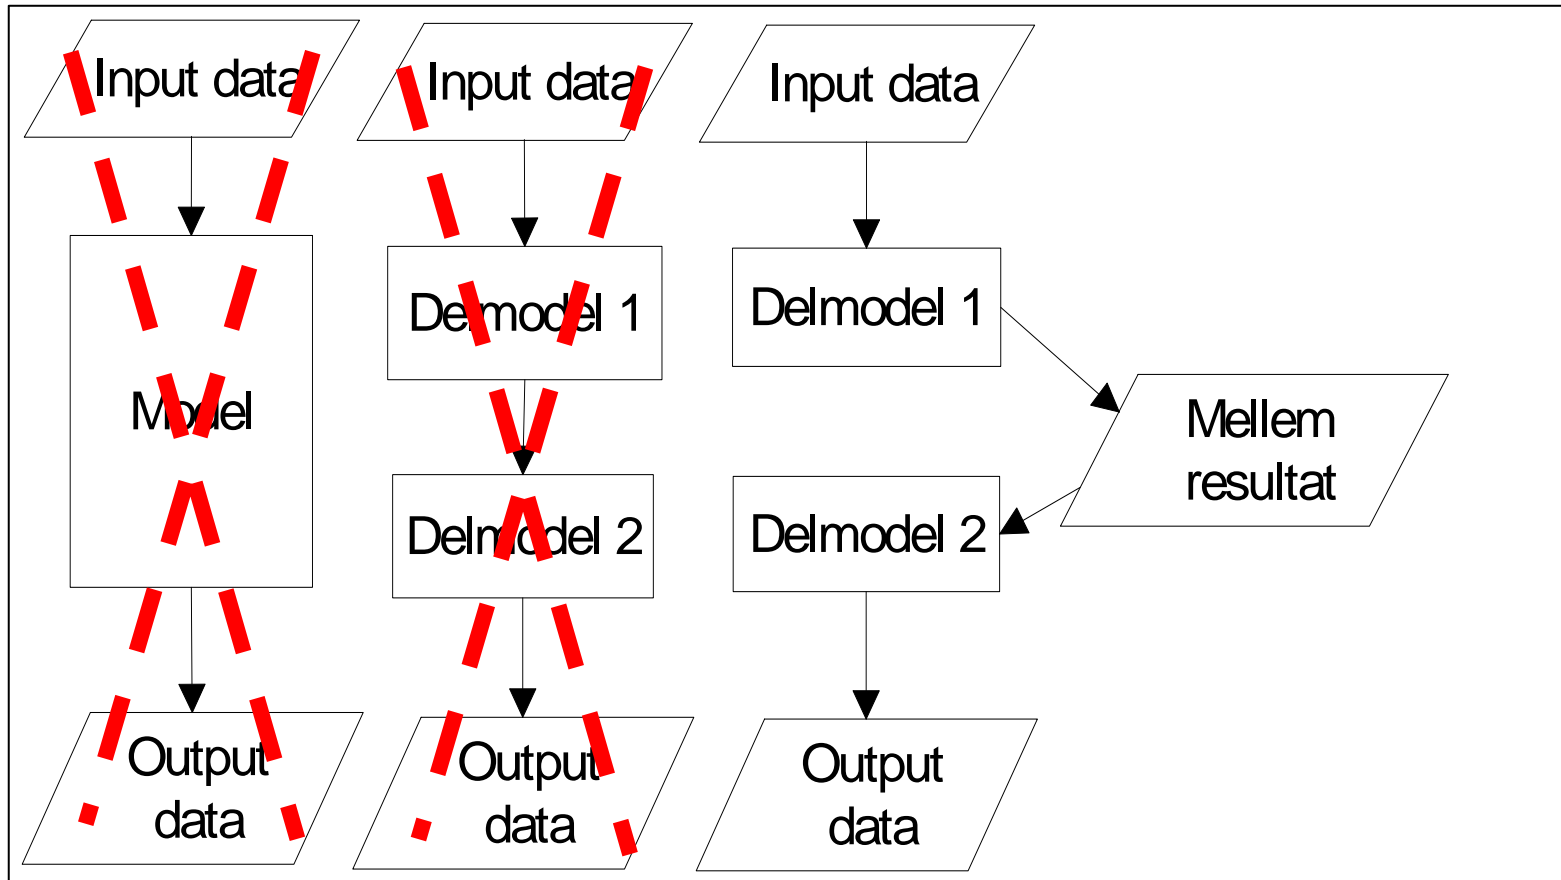 Input data
Model
Output
data
Input data
Delmodel 1
Delmodel 2
Output
data
Input data
Delmodel 1
Mellem
resultat
Delmodel 2
Output
data